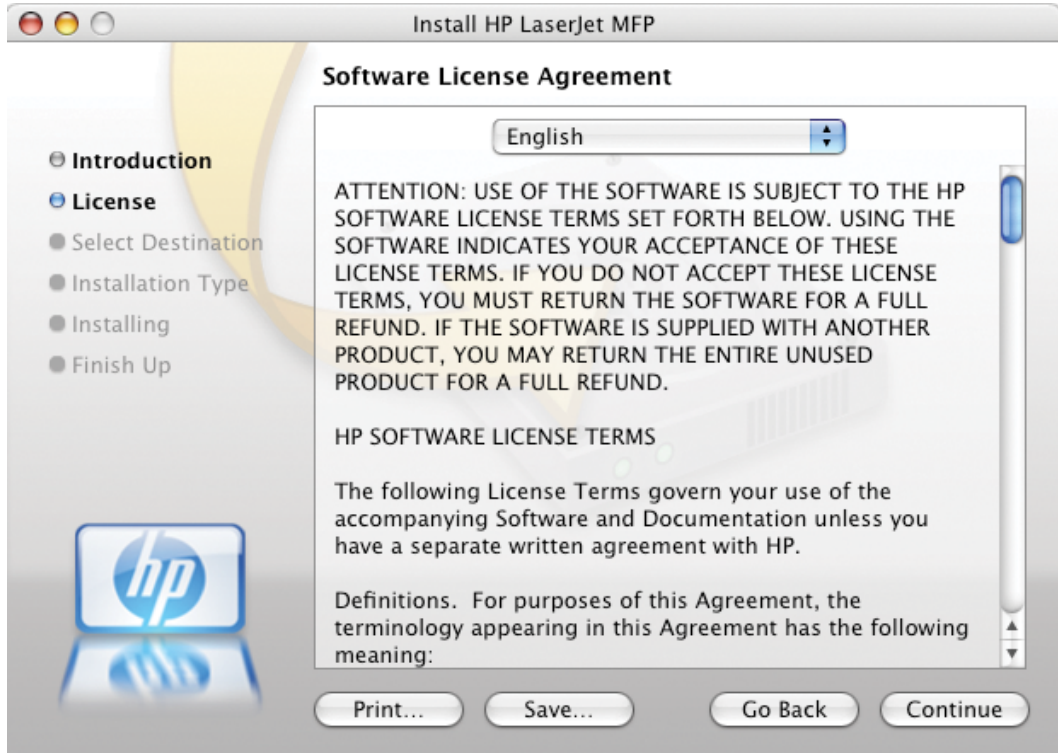 Install HP LaserJet MFP
Software License Agreement
Introduction
License
Select Destination
Installation Type
Installing
Finish Up
English
ATTENTION: USE OF THE SOFTWARE IS SUBJECT TO THE HP
SOFTWARE LICENSE TERMS SET FORTH BELOW. USING THE
SOFTWARE INDICATES YOUR ACCEPTANCE OF THESE
LICENSE TERMS. IF YOU DO NOT ACCEPT THESE LICENSE
TERMS, YOU MUST RETURN THE SOFTWARE FOR A FULL
REFUND. IF THE SOFTWARE IS SUPPLIED WITH ANOTHER
PRODUCT, YOU MAY RETURN THE ENTIRE UNUSED
PRODUCT FOR A FULL REFUND.
HP SOFTWARE LICENSE TERMS
The following License Terms govern your use of the
accompanying Software and Documentation unless you
have a separate written agreement with HP.
Definitions.  For purposes of this Agreement, the
terminology appearing in this Agreement has the following
meaning:
hp
Print...
Save...
Go Back
Continue